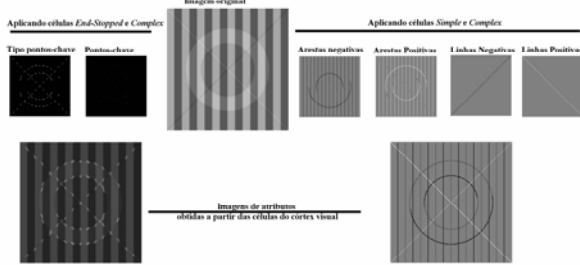 Imagem original
Aplicando células End-Stopped e Complex
Aplicando células Simple e Complex
Tipo pontos-chave
Pontos-chave
Arestas negativas
Arestas Positivas
Linhas Negativas
Linhas Positivas
Imagens de atributos
obtidas a partir das células do córtex visual